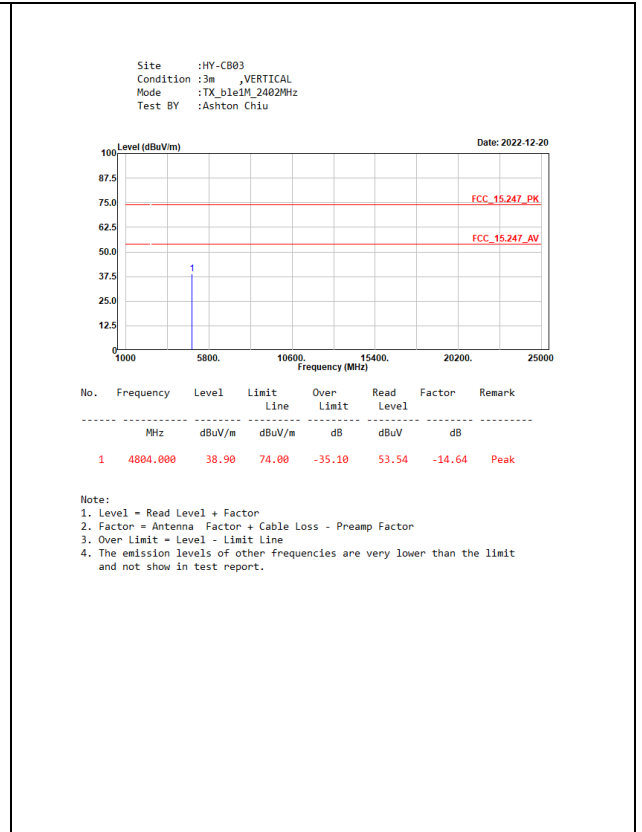 Site :HY-CB03
Condition :3m ,VERTICAL
Mode :TX_ble1M_2402MHz
Test BY :Ashton Chiu
Level (dBuV/m)
Date: 2022-12-20
100
87.5
75.0
FCC_15.247_PK
62.5
FCC_15.247_AV
50.0
1
37.5
25.0
12.5
0
1000 5800. 10600. 15400. 20200. 25000
Frequency (MHz)
No. Frequency Level Limit Over Read Factor Remark
Line Limit Level
------ ----------- -------- -------- -------- --------- -------- ---------
MHz dBuV/m dBuV/m dB dBuV dB
1 4804.000 38.90 74.00 -35.10 53.54 -14.64 Peak
Note:
1. Level = Read Level + Factor
2. Factor = Antenna Factor + Cable Loss - Preamp Factor
3. Over Limit = Level - Limit Line
4. The emission levels of other frequencies are very lower than the limit
and not show in test report.